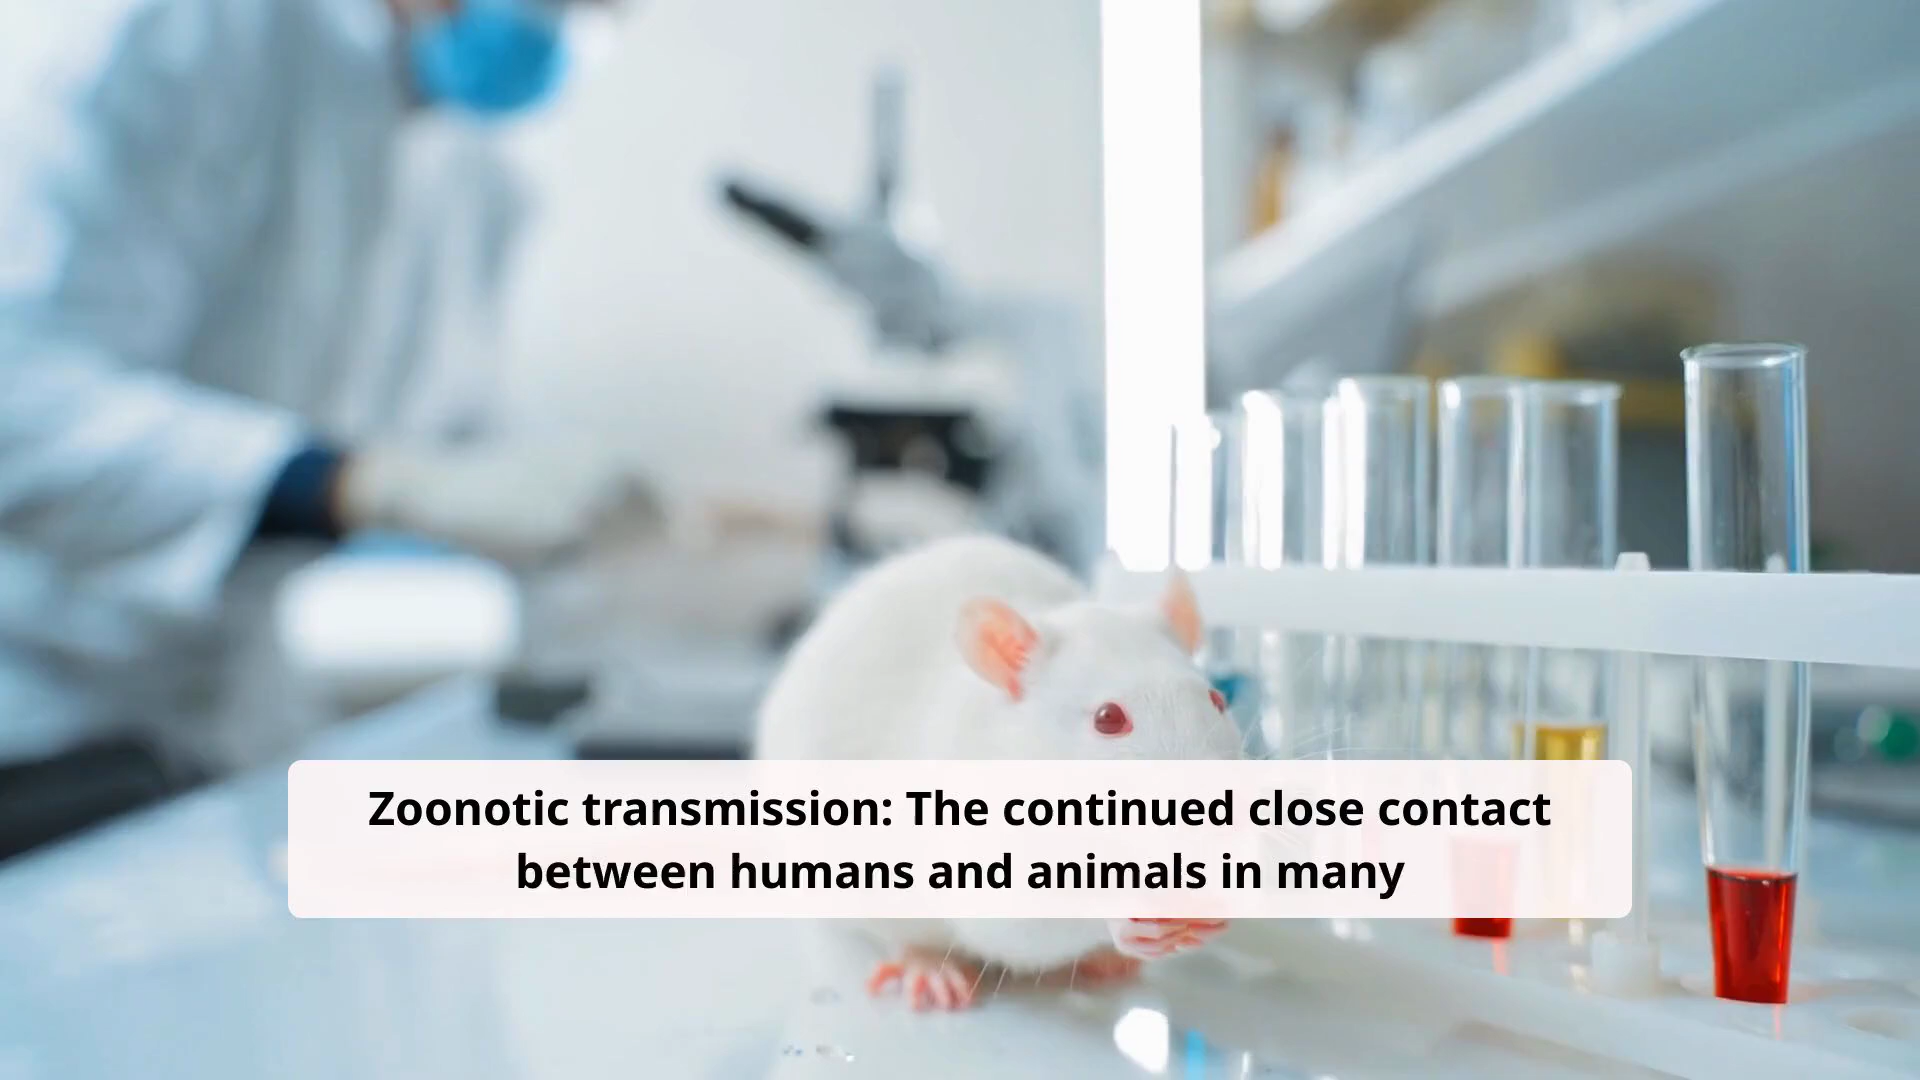 Zoonotic transmission: The continued close contact
between humans and animals in many